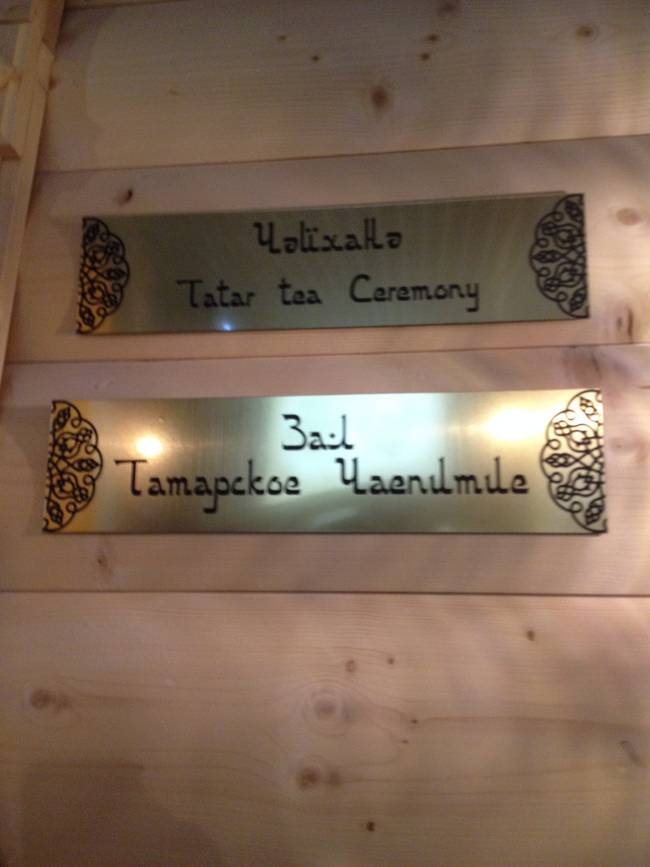 Чәйханә
Tatar tea Ceremony
Зал
Татарское Чаепитие